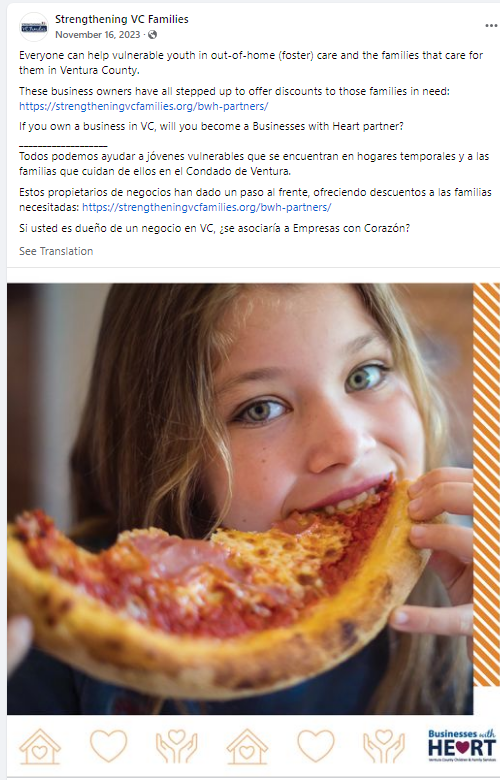 Strengthening VC Families
November 16, 2023 ·
Everyone can help vulnerable youth in out-of-home (foster) care and the families that care for
them in Ventura County.
These business owners have all stepped up to offer discounts to those families in need:
https://strengtheningvcfamilies.org/bwh-partners/
If you own a business in VC, will you become a Businesses with Heart partner?
___________________
Todos podemos ayudar a jóvenes vulnerables que se encuentran en hogares temporales y a las
familias que cuidan de ellos en el Condado de Ventura.
Estos propietarios de negocios han dado un paso al frente, ofreciendo descuentos a las familias
necesitadas: https://strengtheningvcfamilies.org/bwh-partners/
Si usted es dueño de un negocio en VC, ¿se asociaría a Empresas con Corazón?
See Translation
Businesses with
HEART
Ventura County Children & Family Services